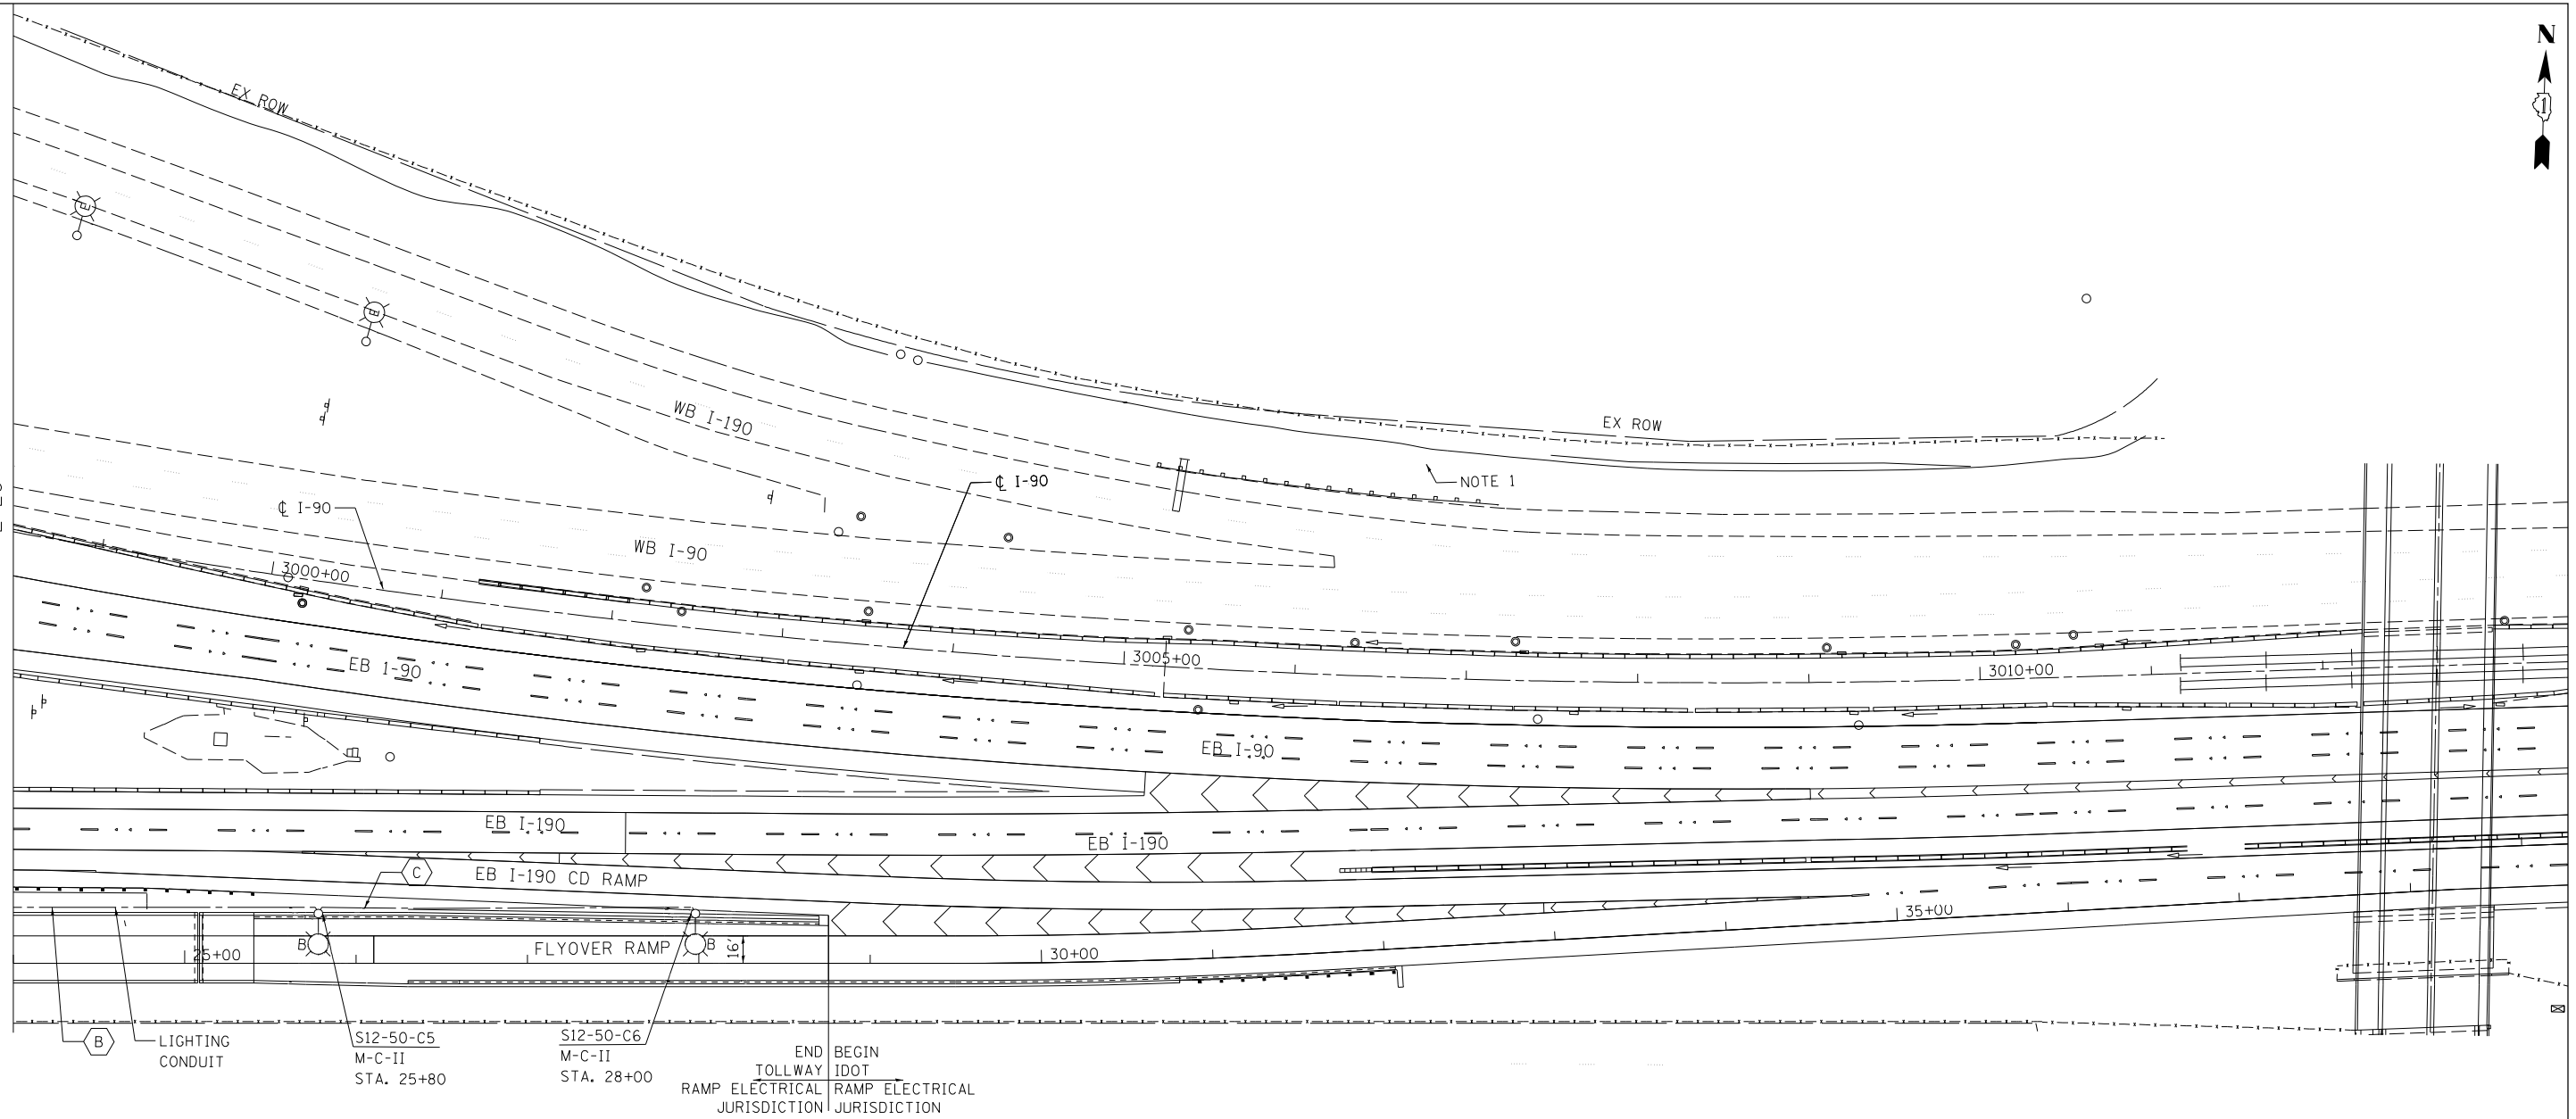 N
1
EX ROW
E
E
WB I-190
EX ROW
℄ I-90
NOTE 1
℄ I-90
WB I-90
3000+00
3005+00
3010+00
EB I-90
EB I-90
EB I-190
EB I-190
C
EB I-190 CD RAMP
35+00
B
B
FLYOVER RAMP
16'
25+00
30+00
B
LIGHTING
CONDUIT
S12-50-C5
M-C-II
STA. 25+80
S12-50-C6
M-C-II
STA. 28+00
END
TOLLWAY
RAMP ELECTRICAL
JURISDICTION
BEGIN
IDOT
RAMP ELECTRICAL
JURISDICTION